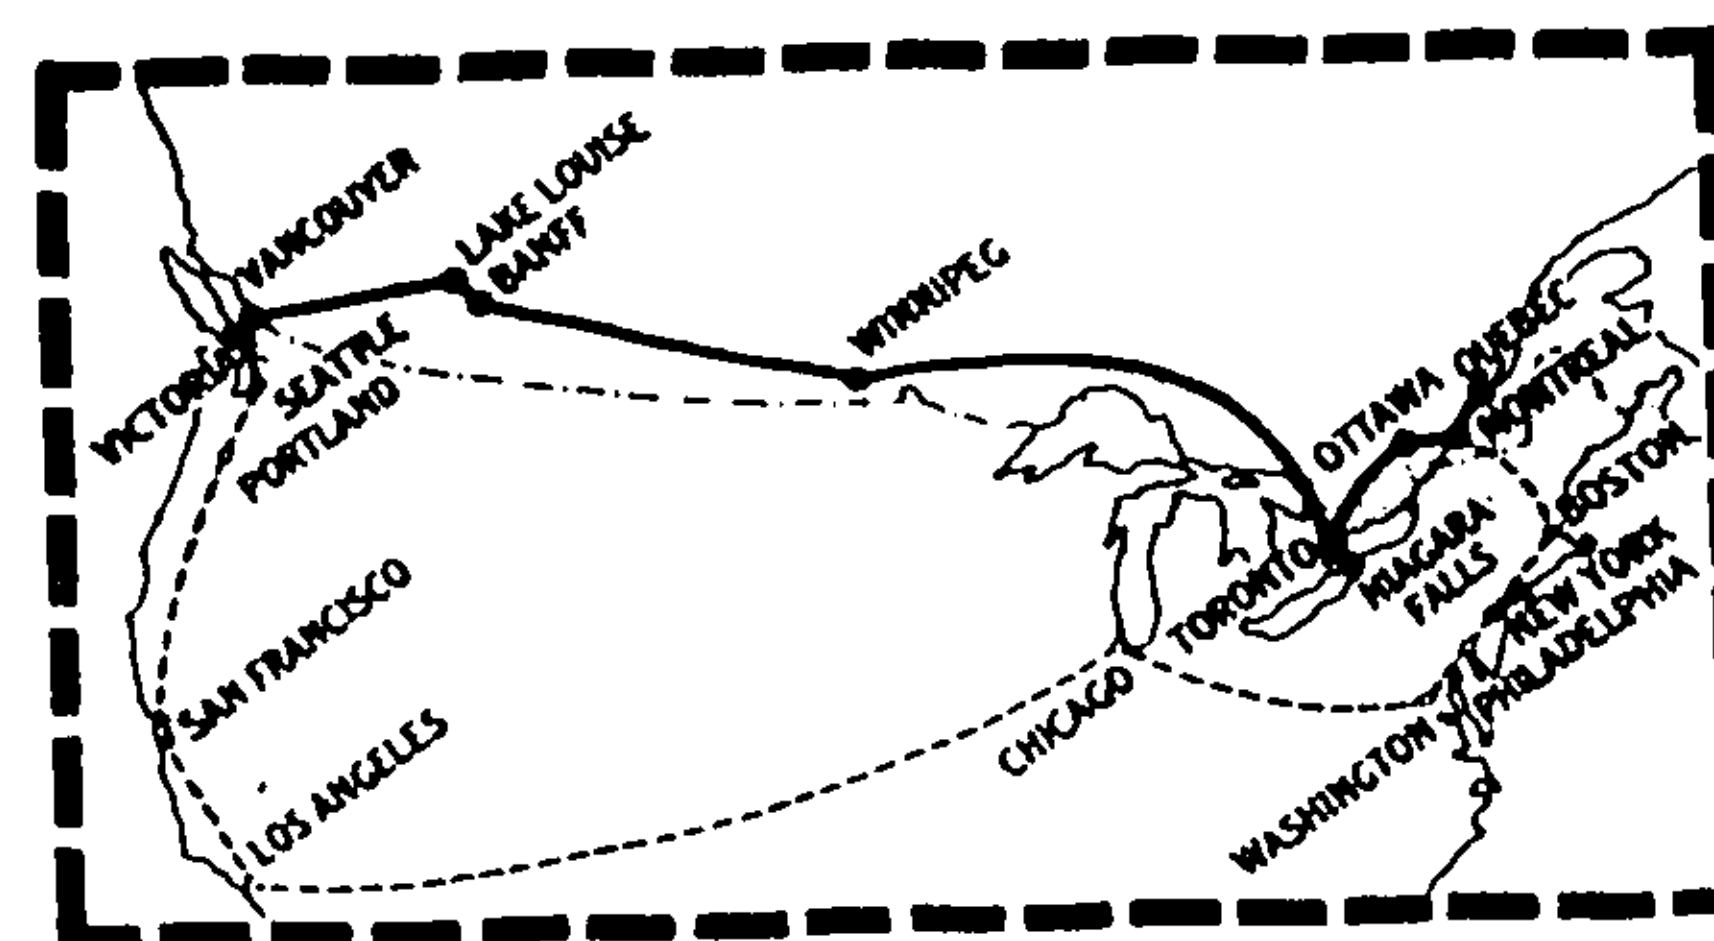 VANCOUVER
LAKE LOUISE
BANFF
WINNIPEG
VICTORIA
SEATTLE
PORTLAND
OTTAWA
QUEBEC
MONTREAL
BOSTON
TORONTO
NIAGARA
FALLS
NEW YORK
PHILADELPHIA
SAN FRANCISCO
LOS ANGELES
CHICAGO
WASHINGTON